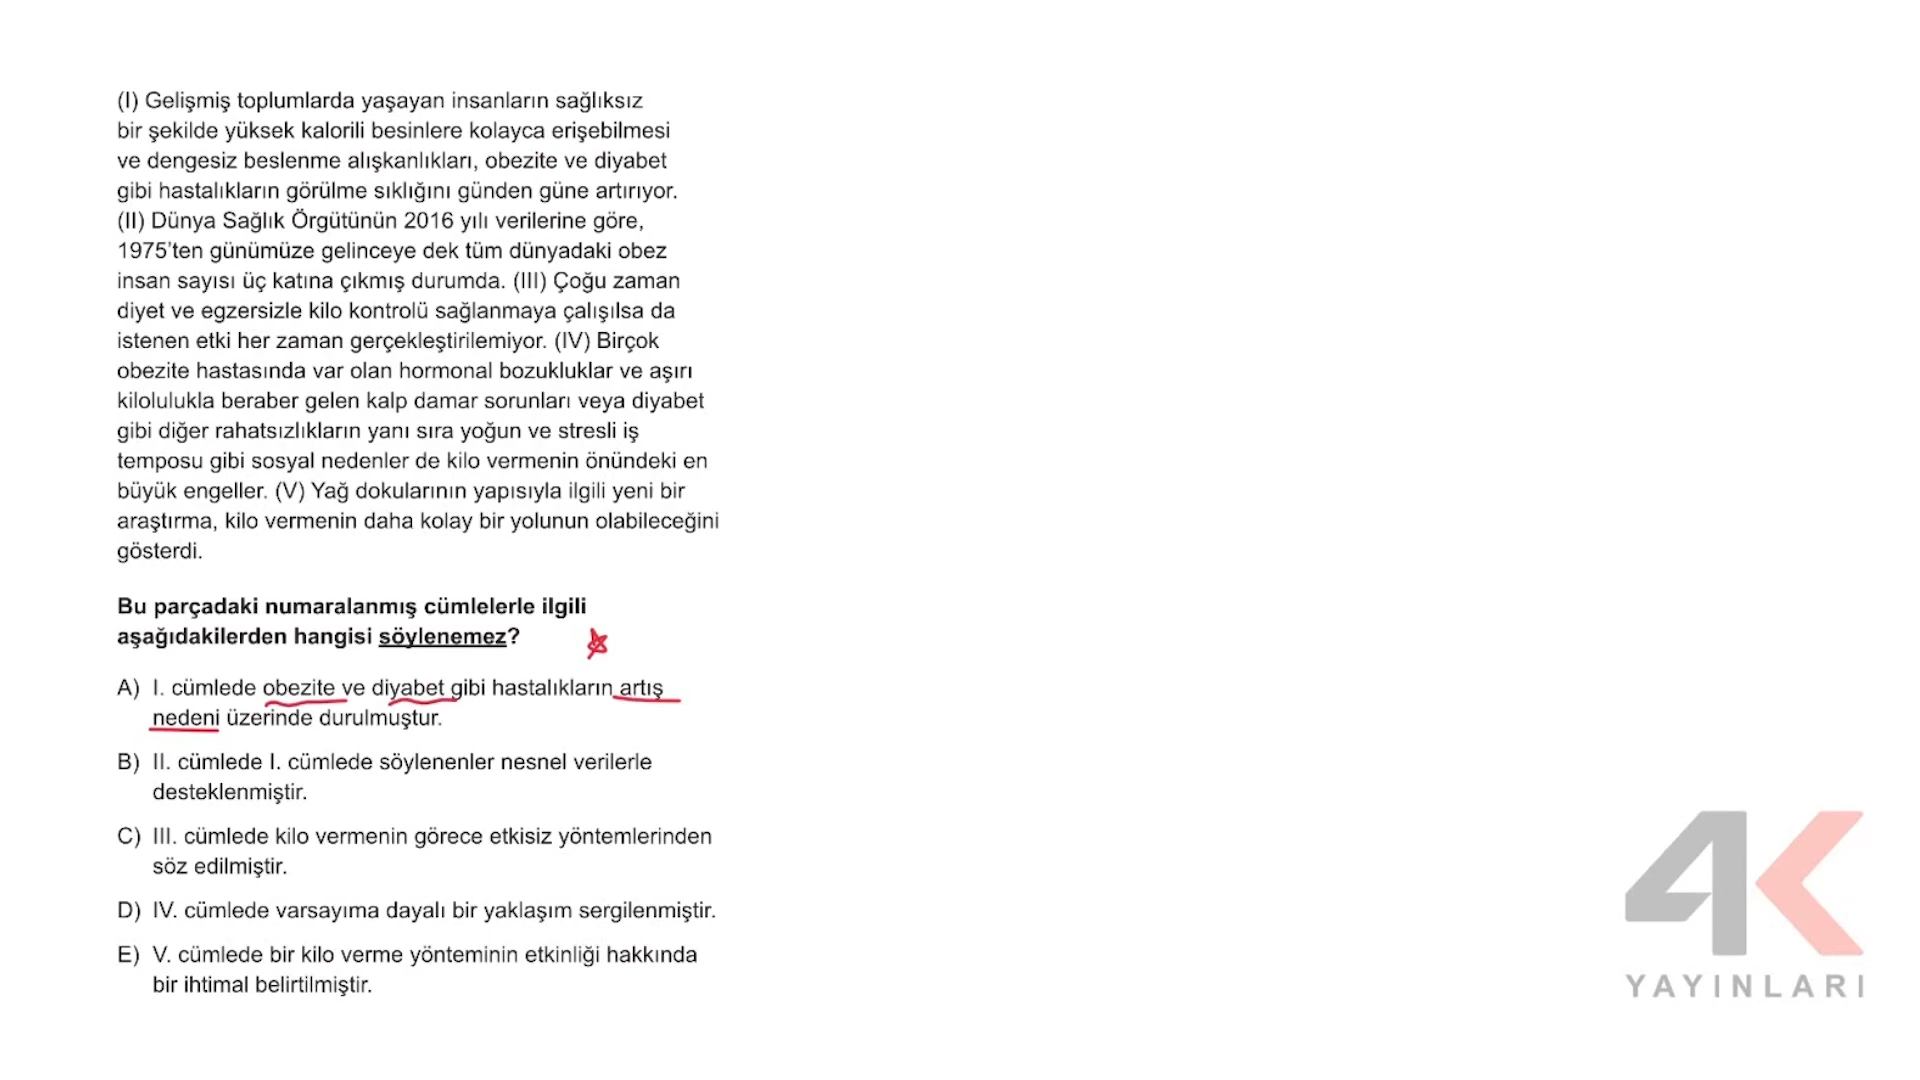 (I) Gelişmiş toplumlarda yaşayan insanların sağlıksız
bir şekilde yüksek kalorili besinlere kolayca erişebilmesi
ve dengesiz beslenme alışkanlıkları, obezite ve diyabet
gibi hastalıkların görülme sıklığını günden güne artırıyor.
(II) Dünya Sağlık Örgütünün 2016 yılı verilerine göre,
1975'ten günümüze gelinceye dek tüm dünyadaki obez
insan sayısı üç katına çıkmış durumda. (III) Çoğu zaman
diyet ve egzersizle kilo kontrolü sağlanmaya çalışılsa da
istenen etki her zaman gerçekleştirilemiyor. (IV) Birçok
obezite hastasında var olan hormonal bozukluklar ve aşırı
kilolulukla beraber gelen kalp damar sorunları veya diyabet
gibi diğer rahatsızlıkların yanı sıra yoğun ve stresli iş
temposu gibi sosyal nedenler de kilo vermenin önündeki en
büyük engeller. (V) Yağ dokularının yapısıyla ilgili yeni bir
araştırma, kilo vermenin daha kolay bir yolunun olabileceğini
gösterdi.
Bu parçadaki numaralanmış cümlelerle ilgili
aşağıdakilerden hangisi söylenemez?
A) I. cümlede obezite ve diyabet gibi hastalıkların artış
nedeni üzerinde durulmuştur.
B) II. cümlede I. cümlede söylenenler nesnel verilerle
desteklenmiştir.
C) III. cümlede kilo vermenin görece etkisiz yöntemlerinden
söz edilmiştir.
D) IV. cümlede varsayıma dayalı bir yaklaşım sergilenmiştir.
E) V. cümlede bir kilo verme yönteminin etkinliği hakkında
bir ihtimal belirtilmiştir.
4K
YAYINLARI